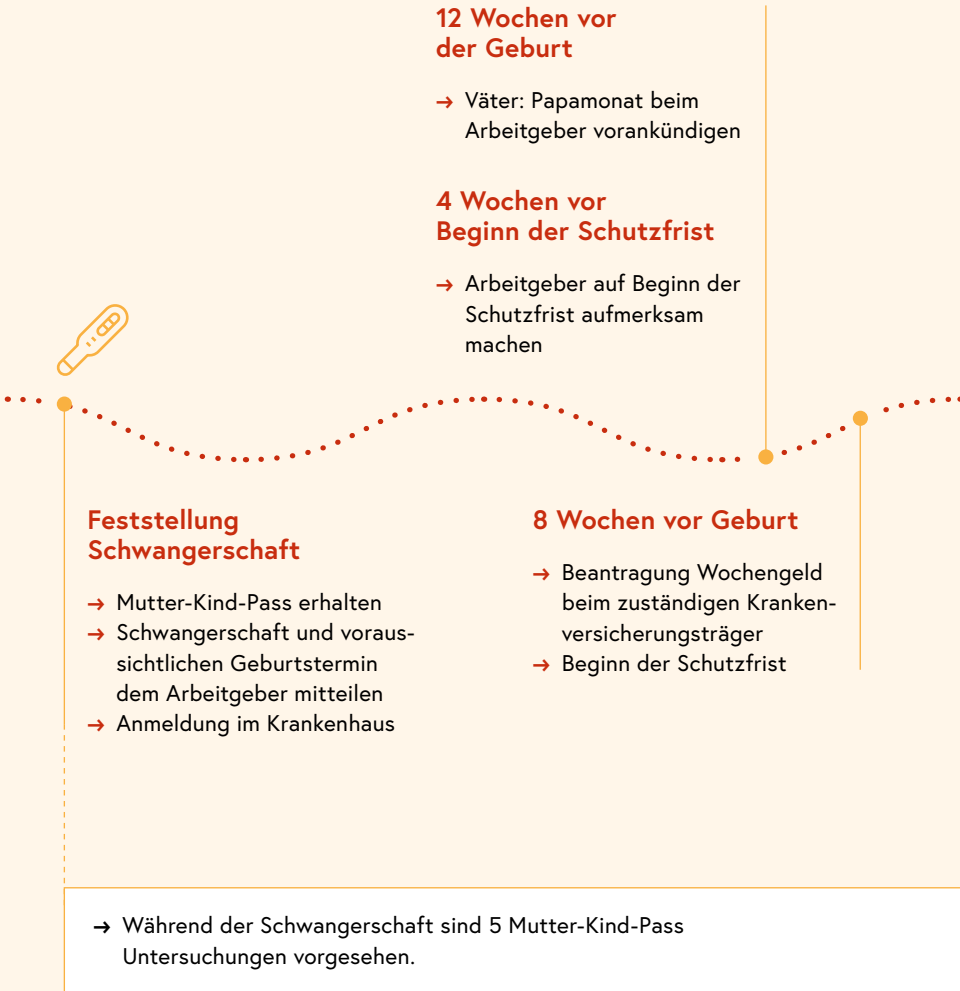 12 Wochen vor
der Geburt
→ Väter: Papamonat beim
Arbeitgeber vorankündigen
4 Wochen vor
Beginn der Schutzfrist
→ Arbeitgeber auf Beginn der
Schutzfrist aufmerksam
machen
Feststellung
Schwangerschaft
→ Mutter-Kind-Pass erhalten
→ Schwangerschaft und voraus-
sichtlichen Geburtstermin
dem Arbeitgeber mitteilen
→ Anmeldung im Krankenhaus
8 Wochen vor Geburt
→ Beantragung Wochengeld
beim zuständigen Kranken-
versicherungsträger
→ Beginn der Schutzfrist
→ Während der Schwangerschaft sind 5 Mutter-Kind-Pass
Untersuchungen vorgesehen.